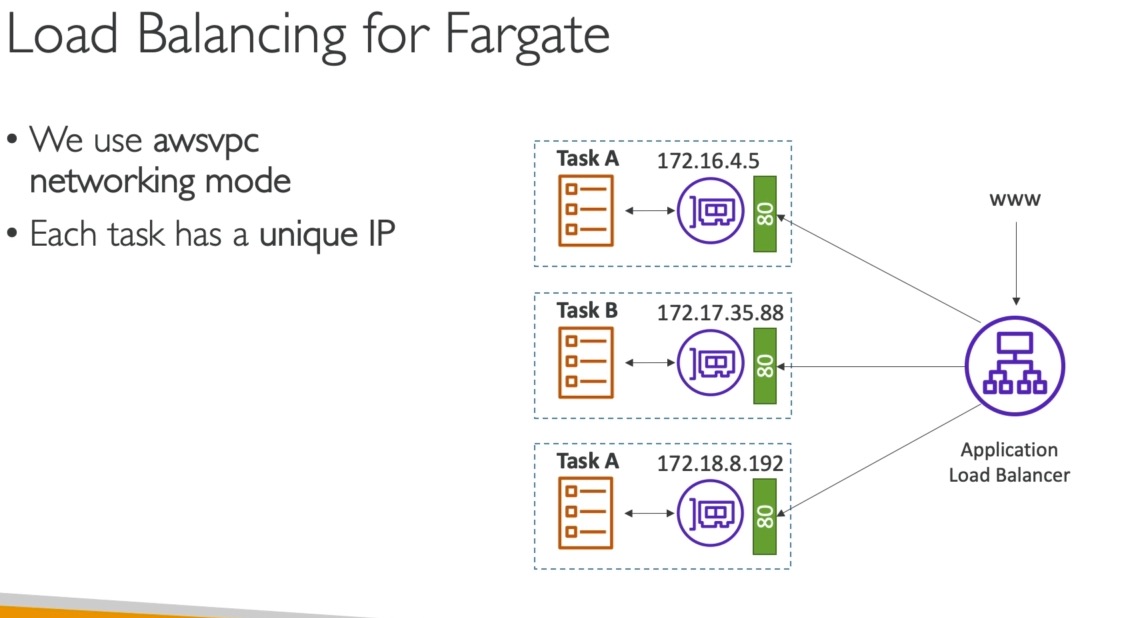 Load Balancing for Fargate
• We use awsvpc
networking mode
• Each task has a unique IP
Task A 172.16.4.5
80
Task B 172.17.35.88
80
Task A 172.18.8.192
80
www
Application
Load Balancer